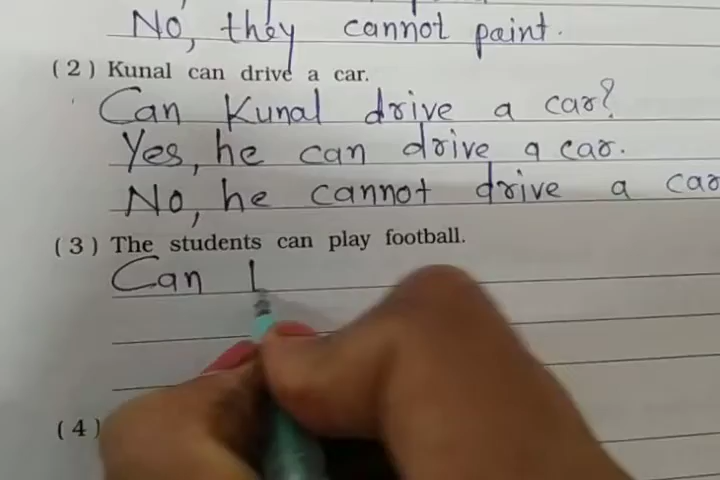 No, they cannot paint.
(2) Kunal can drive a car.
Can Kunal drive a car?
Yes, he can drive a car.
No, he cannot drive a car
(3) The students can play football.
Can
(4)